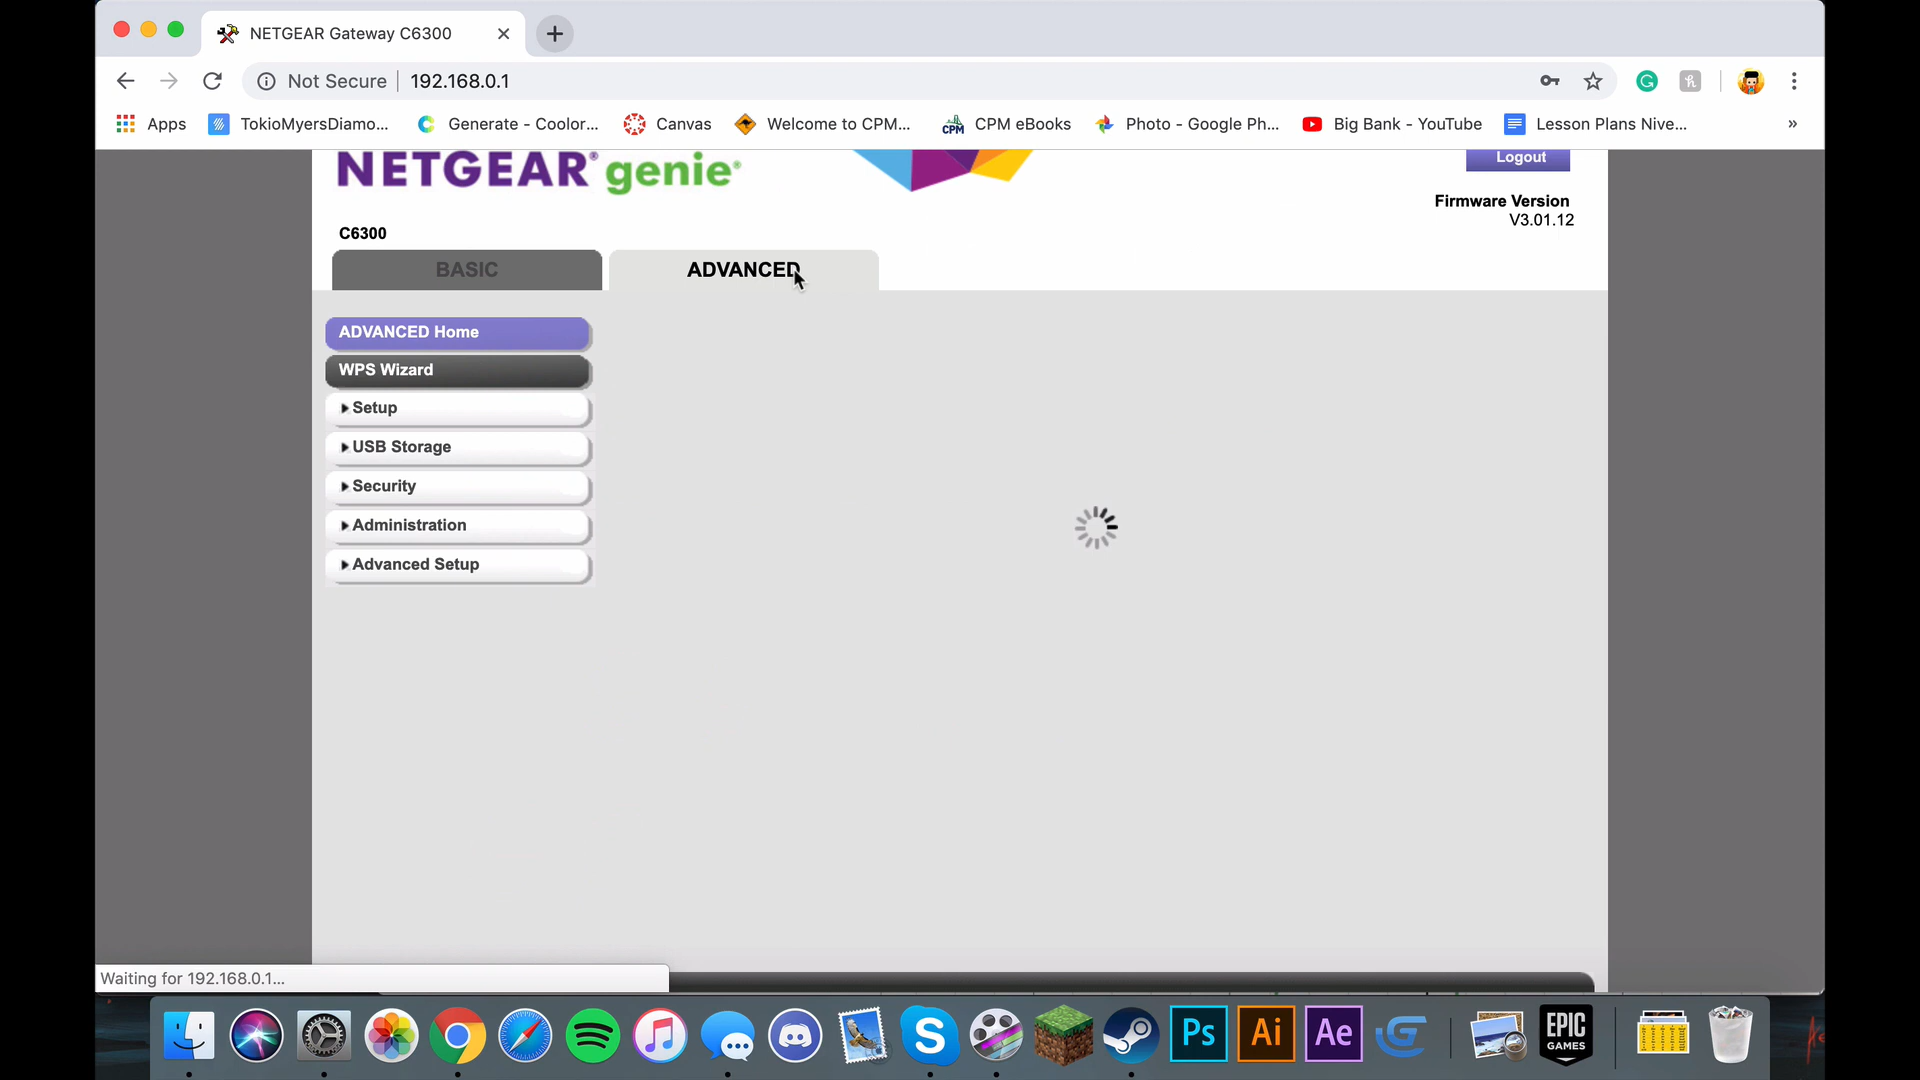 NETGEAR Gateway C6300
Not Secure 192.168.0.1
Apps TokioMyersDiamo... Generate - Coolor... Canvas Welcome to CPM... CPM CPM eBooks Photo - Google Ph... Big Bank - YouTube Lesson Plans Nive... »
NETGEAR® genie®
Logout
Firmware Version
V3.01.12
C6300
BASIC ADVANCED
ADVANCED Home
WPS Wizard
Setup
USB Storage
Security
Administration
Advanced Setup
Waiting for 192.168.0.1...
Ps Ai Ae
EPIC
GAMES